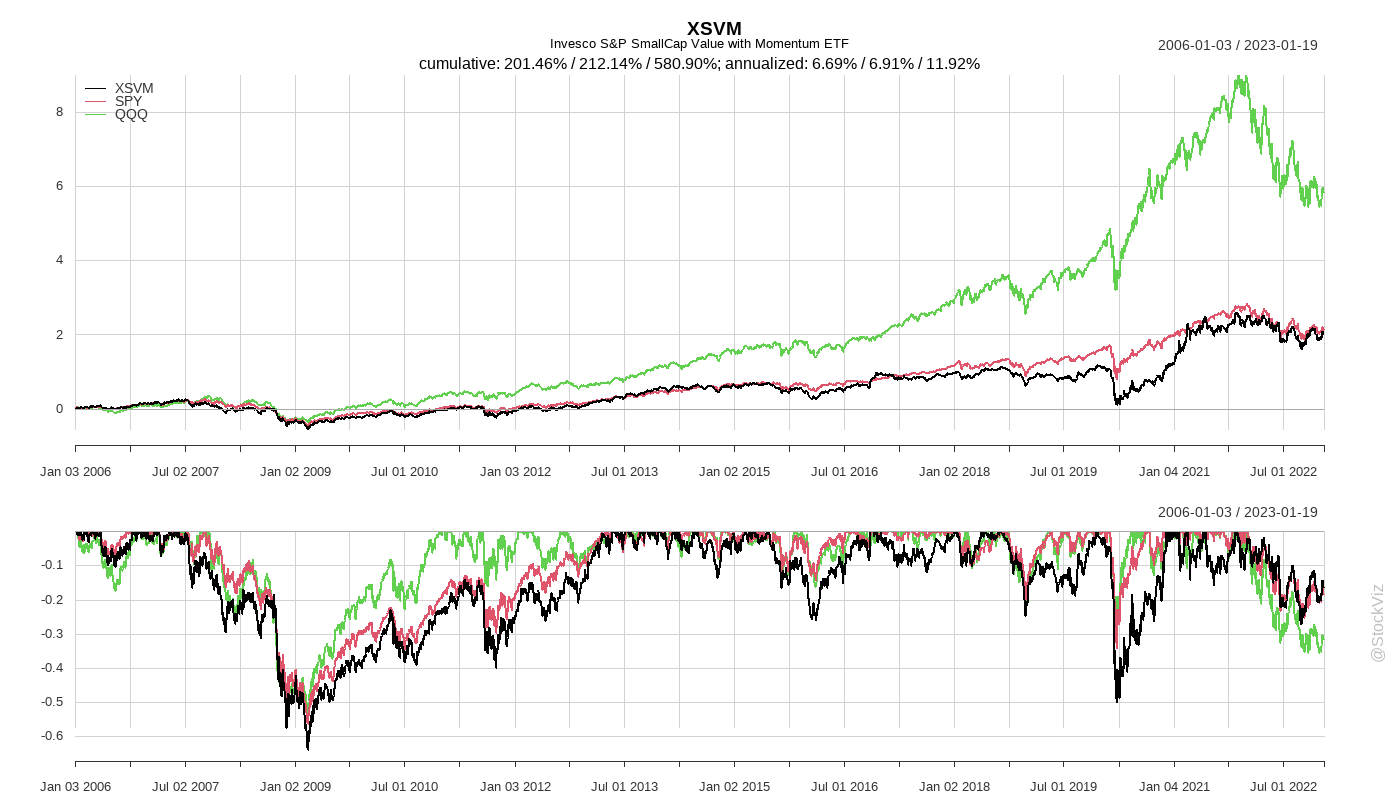 XSVM
Invesco S&P SmallCap Value with Momentum ETF
2006-01-03 / 2023-01-19
cumulative: 201.46% / 212.14% / 580.90%; annualized: 6.69% / 6.91% / 11.92%
XSVM
SPY
QQQ
8
6
4
2
0
Jan 03 2006 Jul 02 2007 Jan 02 2009 Jul 01 2010 Jan 03 2012 Jul 01 2013 Jan 02 2015 Jul 01 2016 Jan 02 2018 Jul 01 2019 Jan 04 2021 Jul 01 2022
2006-01-03 / 2023-01-19
-0.1
-0.2
-0.3
-0.4
-0.5
-0.6
Jan 03 2006 Jul 02 2007 Jan 02 2009 Jul 01 2010 Jan 03 2012 Jul 01 2013 Jan 02 2015 Jul 01 2016 Jan 02 2018 Jul 01 2019 Jan 04 2021 Jul 01 2022
@StockViz